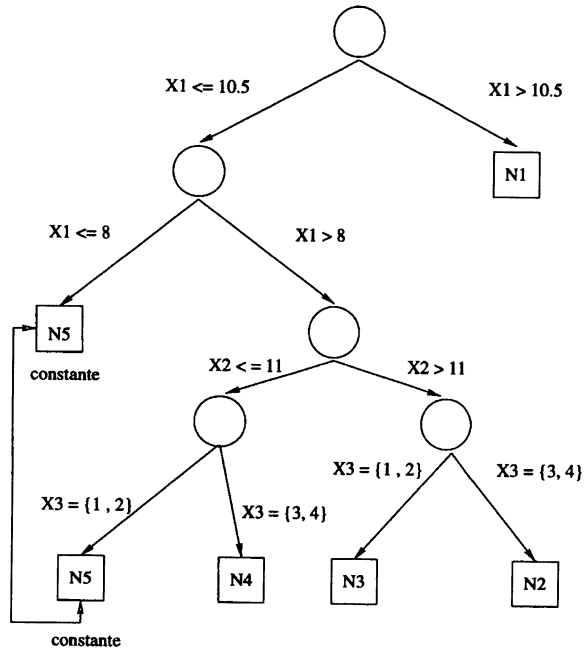 X1 <= 10.5
X1 > 10.5
N1
X1 <= 8
X1 > 8
N5
constante
X2 <= 11
X2 > 11
X3 = {1 , 2}
X3 = {3, 4}
X3 = {1 , 2}
X3 = {3, 4}
N5
N4
N3
N2
constante